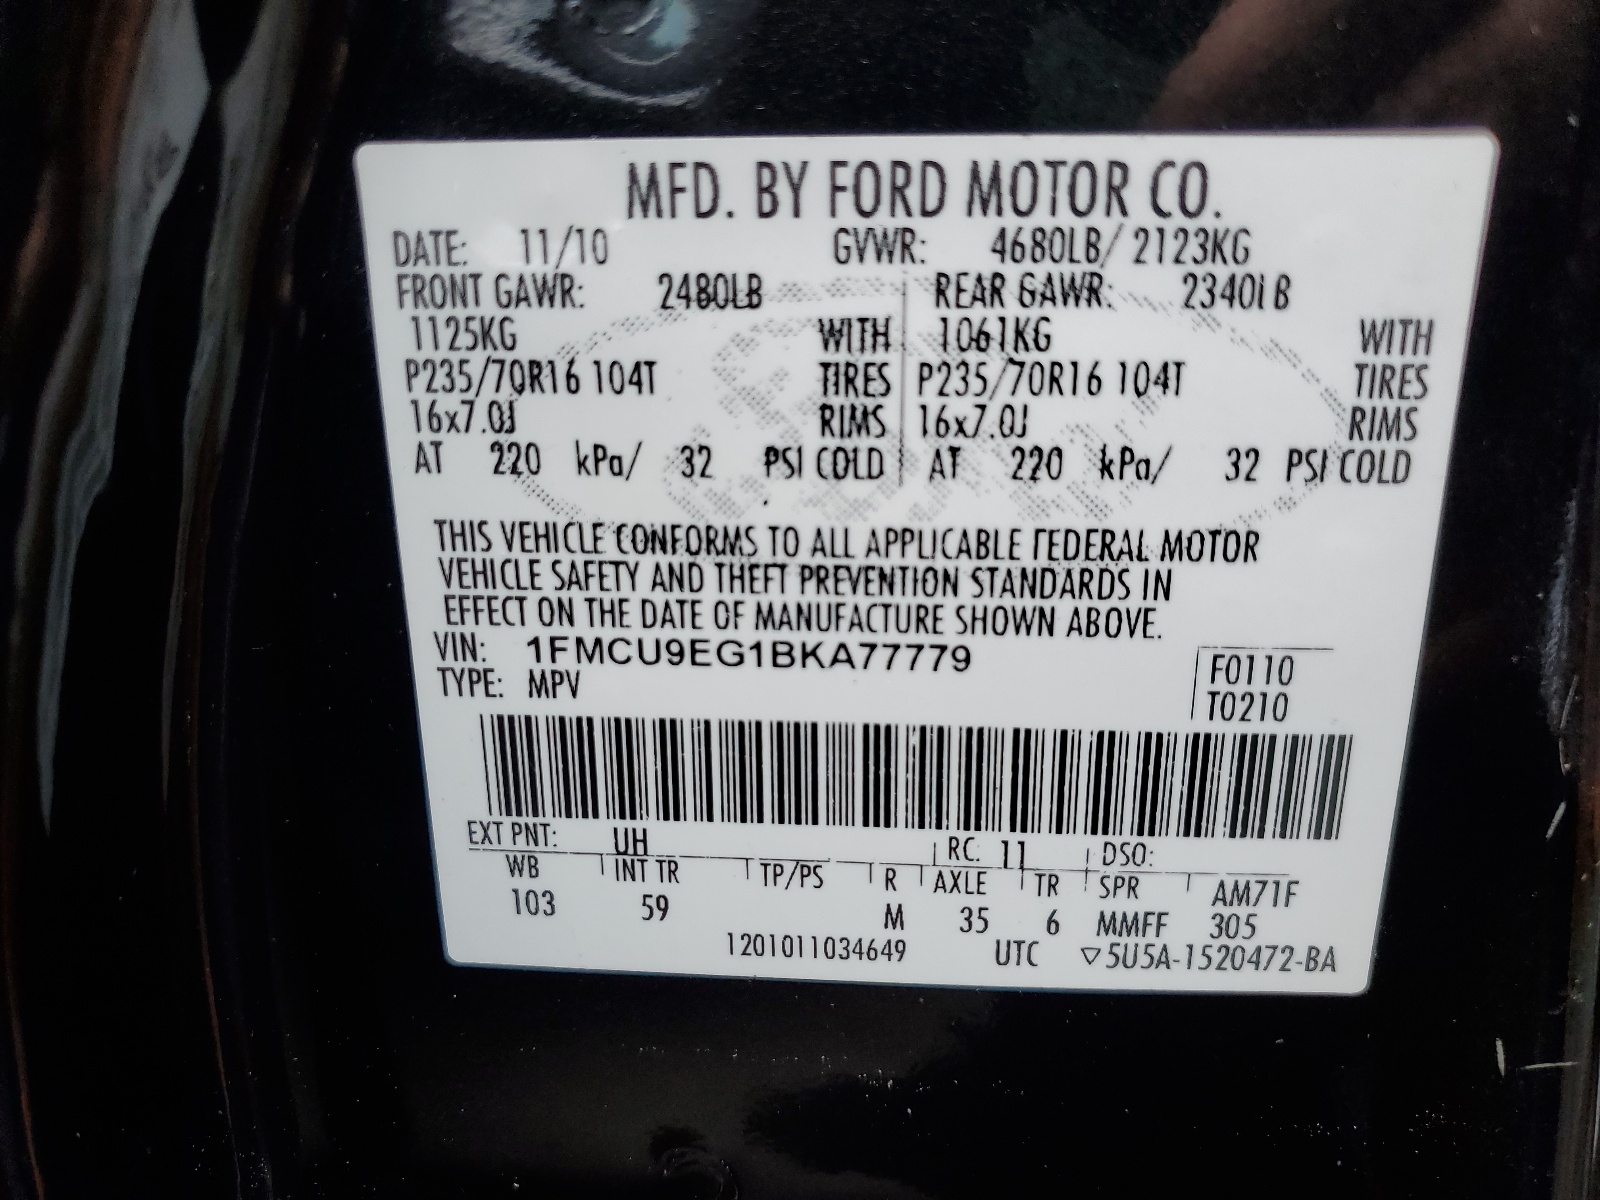 MFD. BY FORD MOTOR CO.
DATE: 11/10 GVWR: 4680LB/ 2123KG
FRONT GAWR: 2480LB REAR GAWR: 2340LB
1125KG WITH 1061KG WITH
P235/70R16 104T TIRES P235/70R16 104T TIRES
16x7.0J RIMS 16x7.0J RIMS
AT 220 kPa/ 32 PSI COLD AT 220 kPa/ 32 PSI COLD
THIS VEHICLE CONFORMS TO ALL APPLICABLE FEDERAL MOTOR
VEHICLE SAFETY AND THEFT PREVENTION STANDARDS IN
EFFECT ON THE DATE OF MANUFACTURE SHOWN ABOVE.
VIN: 1FMCU9EG1BKA77779
TYPE: MPV
F0110
T0210
EXT PNT: UH RC: 11 DSO:
WB INT TR TP/PS R AXLE TR SPR AM71F
103 59 M 35 6 MMFF 305
1201011034649 UTC ▽5U5A-1520472-BA